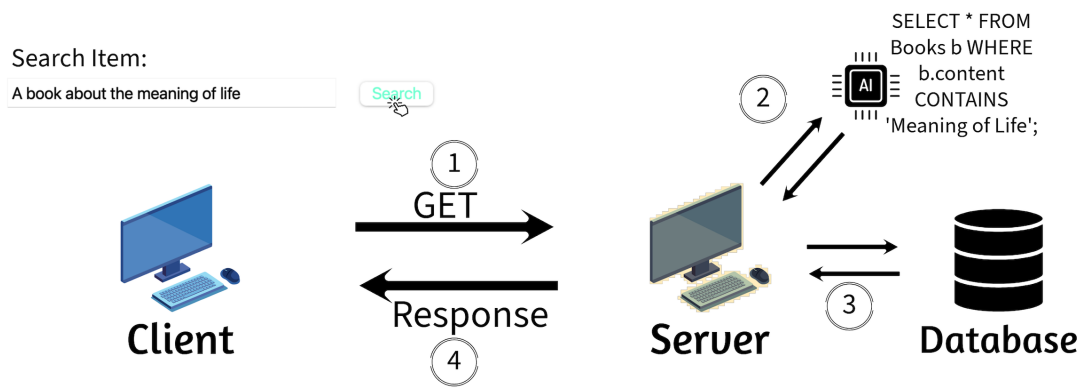 Search Item:
A book about the meaning of life
Search
SELECT * FROM
Books b WHERE
b.content
CONTAINS
'Meaning of Life';
AI
2
1
GET
Response
4
3
Client
Server
Database